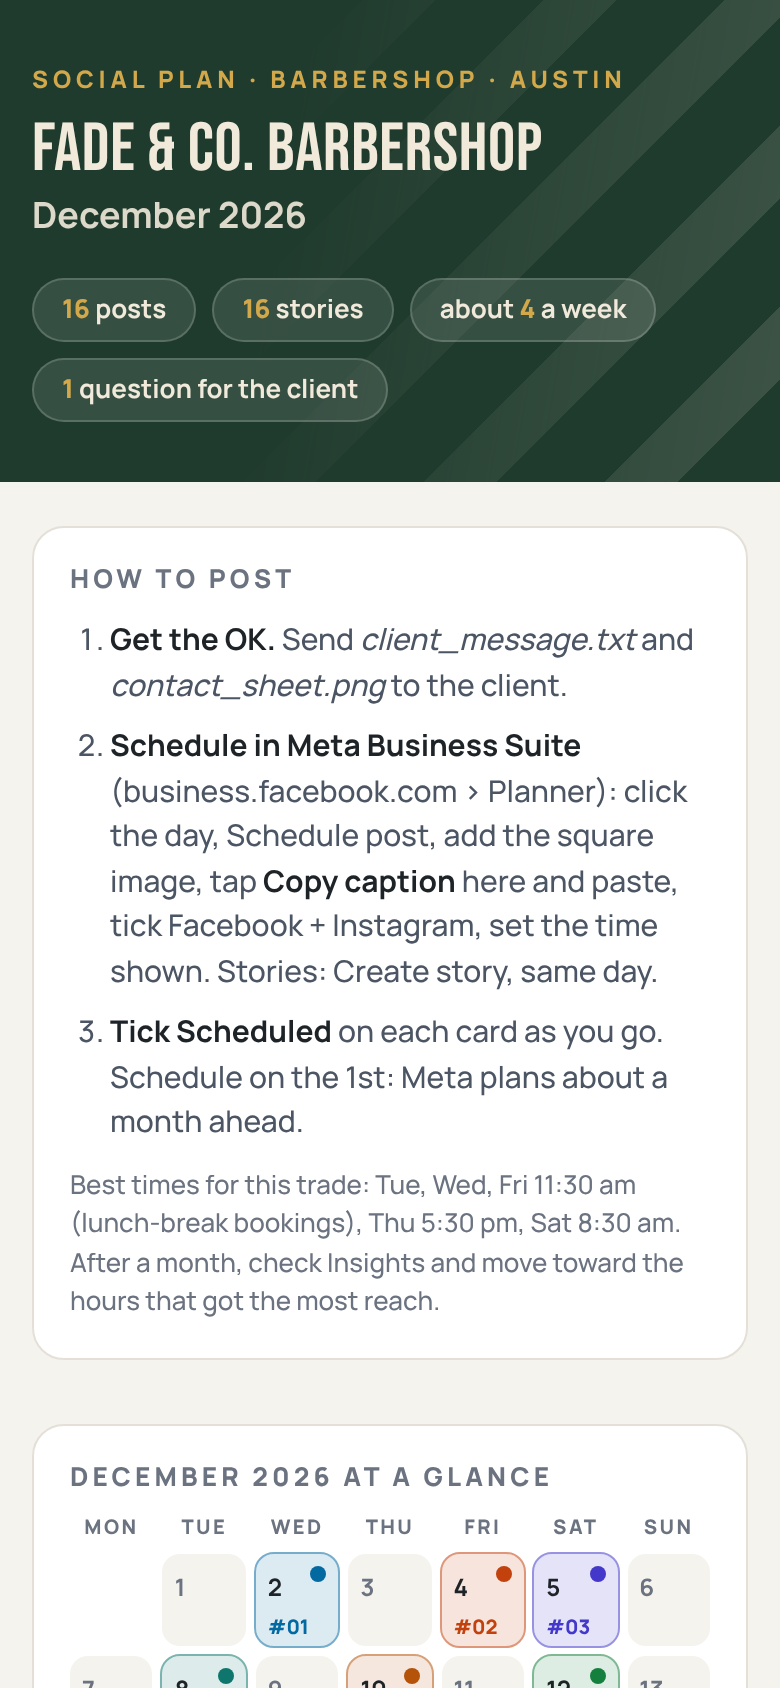 SOCIAL PLAN · BARBERSHOP · AUSTIN
FADE & CO. BARBERSHOP
December 2026
16 posts
16 stories
about 4 a week
1 question for the client
HOW TO POST
1. Get the OK. Send client_message.txt and
contact_sheet.png to the client.
2. Schedule in Meta Business Suite
(business.facebook.com > Planner): click
the day, Schedule post, add the square
image, tap Copy caption here and paste,
tick Facebook + Instagram, set the time
shown. Stories: Create story, same day.
3. Tick Scheduled on each card as you go.
Schedule on the 1st: Meta plans about a
month ahead.
Best times for this trade: Tue, Wed, Fri 11:30 am
(lunch-break bookings), Thu 5:30 pm, Sat 8:30 am.
After a month, check Insights and move toward the
hours that got the most reach.
DECEMBER 2026 AT A GLANCE
MON TUE WED THU FRI SAT SUN
1 2 3 4 5 6
#01 #02 #03
7 8 9 10 11 12 13